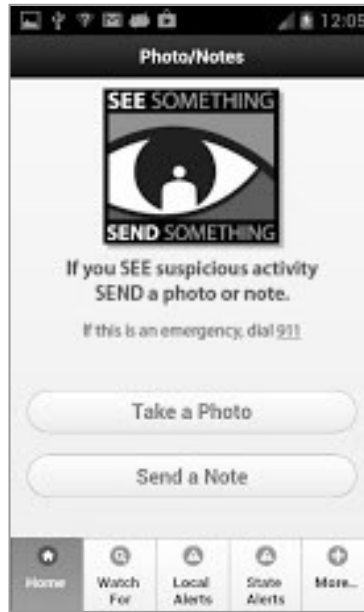 12:05
Photo/Notes
SEE SOMETHING
SEND SOMETHING
If you SEE suspicious activity
SEND a photo or note.
If this is an emergency, dial 911
Take a Photo
Send a Note
Home
Watch
For
Local
Alerts
State
Alerts
More...